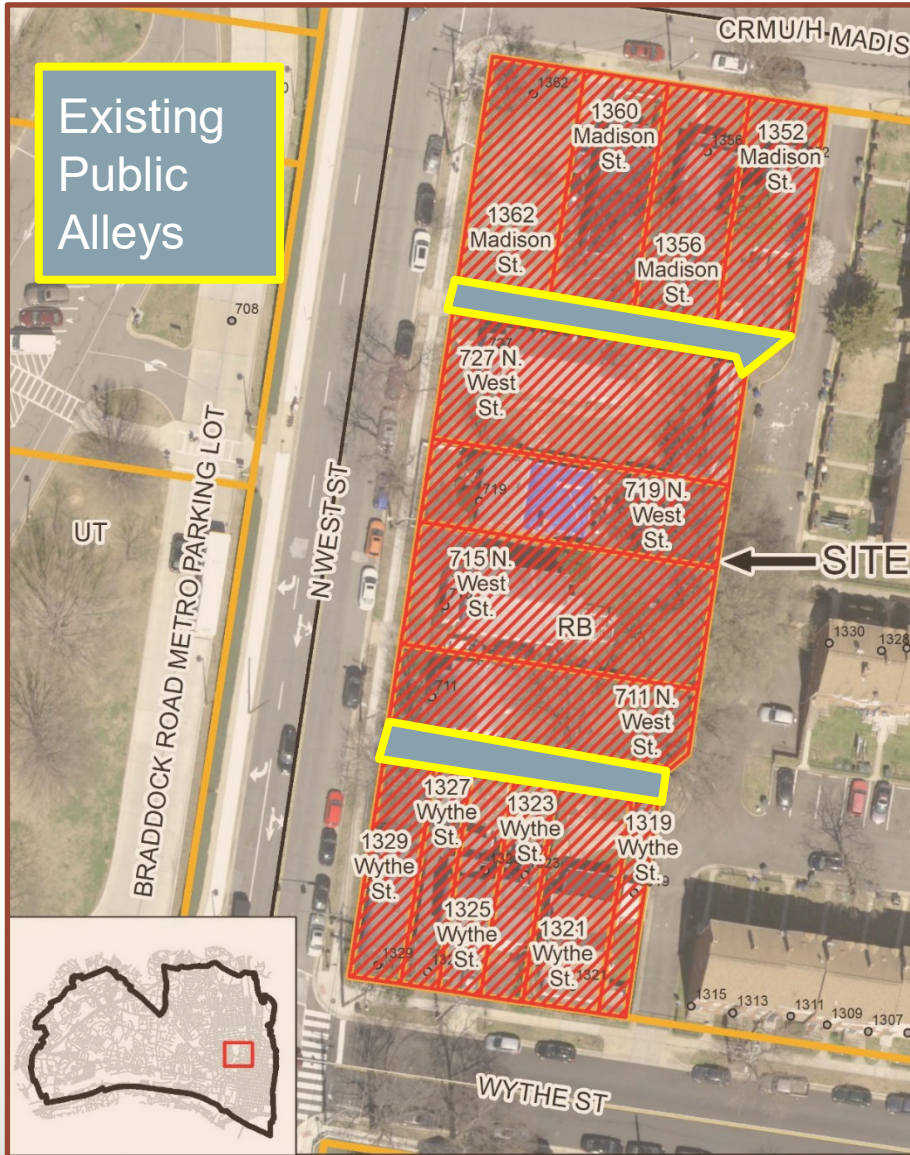 CRMU/H MADIS
Existing
Public
Alleys
1362
1360
Madison
St.
1356
1352
Madison
St.
1362
Madison
St.
1356
Madison
St.
708
727 N.
West
St.
719
719 N.
West
St.
UT
N WEST ST
BRADDOCK ROAD METRO PARKING LOT
SITE
715 N.
West
St.
RB
1330
1328
711
711 N.
West
St.
1327
Wythe
St.
1323
Wythe
St.
1319
Wythe
St.
1329
Wythe
St.
1325
Wythe
St.
1321
Wythe
St.
1321
1329
1315
1313
1311
1309
1307
WYTHE ST